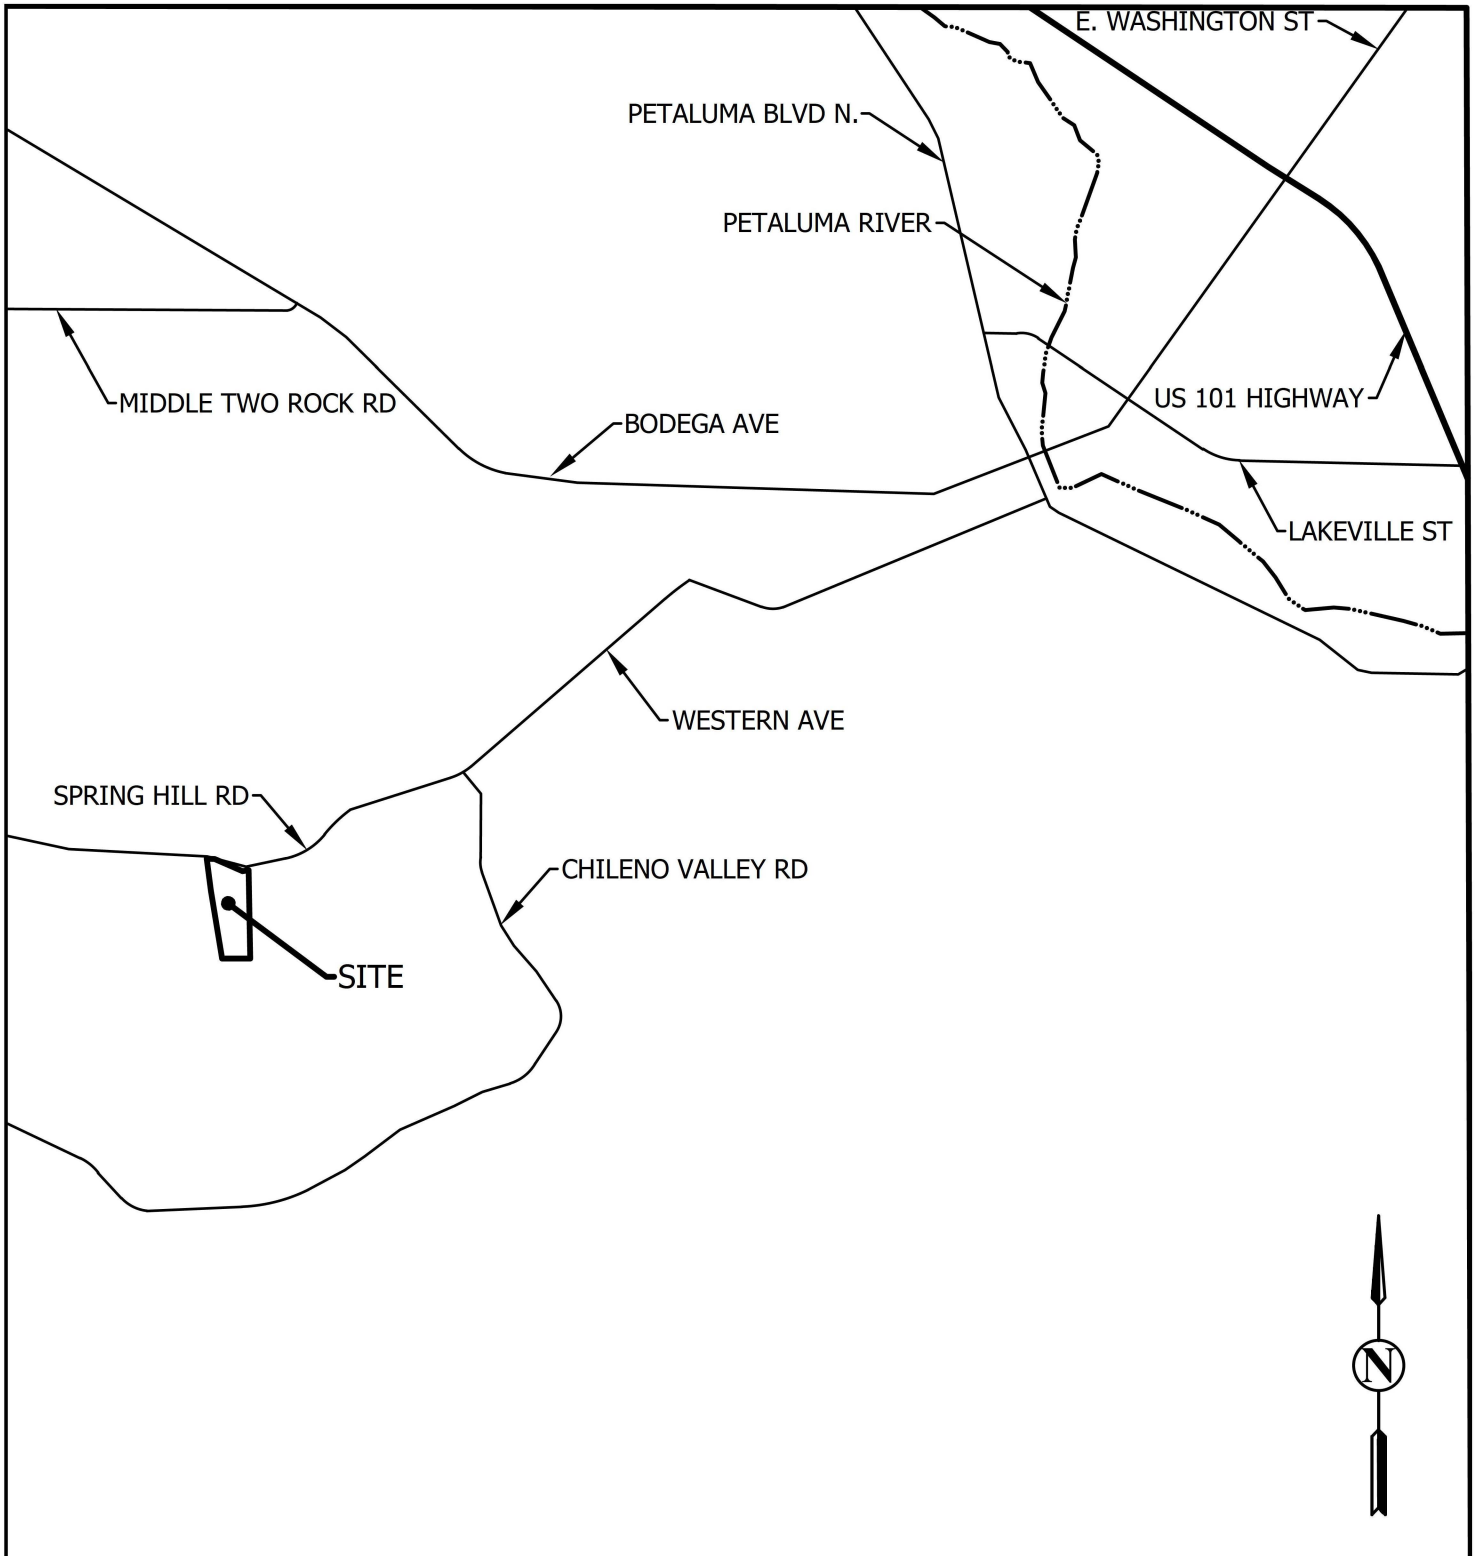 E. WASHINGTON ST
PETALUMA BLVD N.
PETALUMA RIVER
US 101 HIGHWAY
MIDDLE TWO ROCK RD
BODEGA AVE
LAKEVILLE ST
WESTERN AVE
SPRING HILL RD
CHILENO VALLEY RD
SITE
N